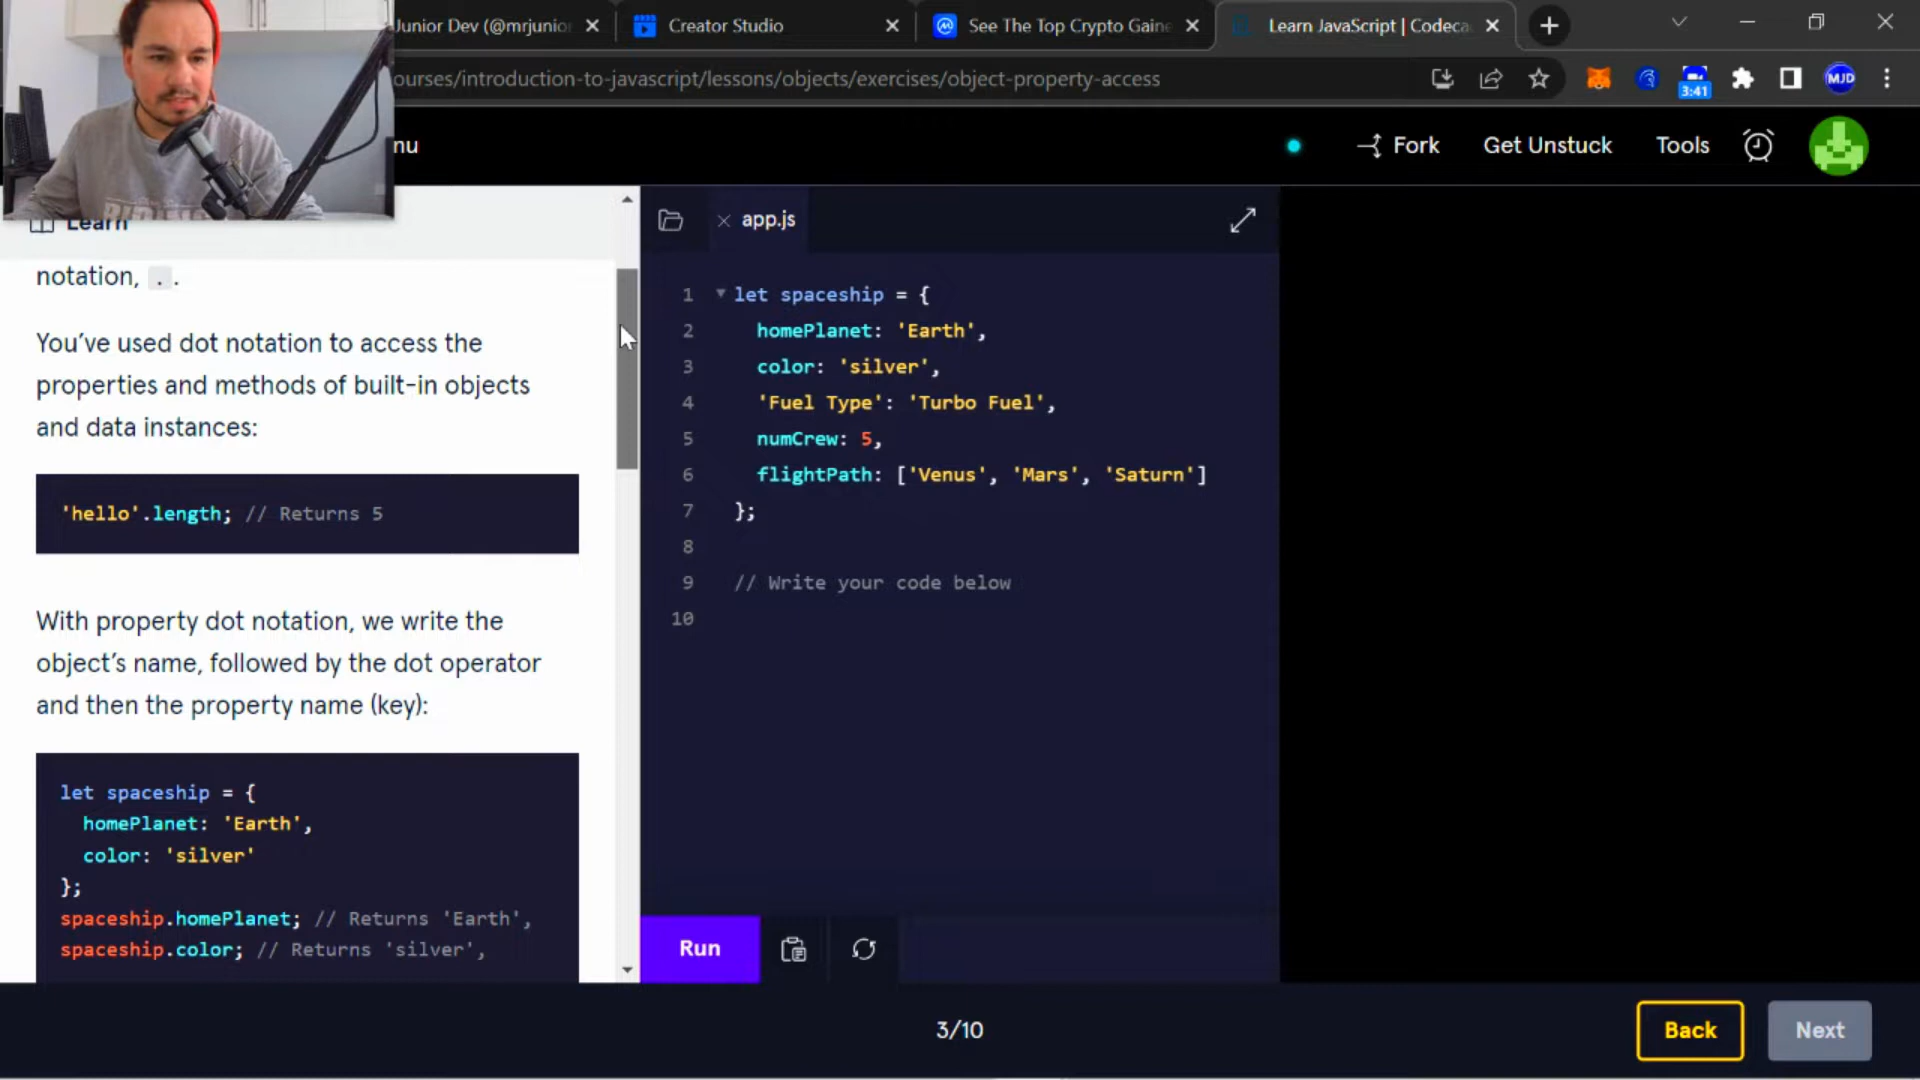 Junior Dev (@mrjunio
Creator Studio
See The Top Crypto Gaine
Learn JavaScript | Codeca
ourses/introduction-to-javascript/lessons/objects/exercises/object-property-access
3:41
MJD
nu
Fork
Get Unstuck
Tools
Learn
notation, . .
You've used dot notation to access the
properties and methods of built-in objects
and data instances:
'hello'.length; // Returns 5
With property dot notation, we write the
object's name, followed by the dot operator
and then the property name (key):
let spaceship = {
homePlanet: 'Earth',
color: 'silver'
};
spaceship.homePlanet; // Returns 'Earth',
spaceship.color; // Returns 'silver',
app.js
1 let spaceship = {
2 homePlanet: 'Earth',
3 color: 'silver',
4 'Fuel Type': 'Turbo Fuel',
5 numCrew: 5,
6 flightPath: ['Venus', 'Mars', 'Saturn']
7 };
8
9 // Write your code below
10
Run
3/10
Back
Next